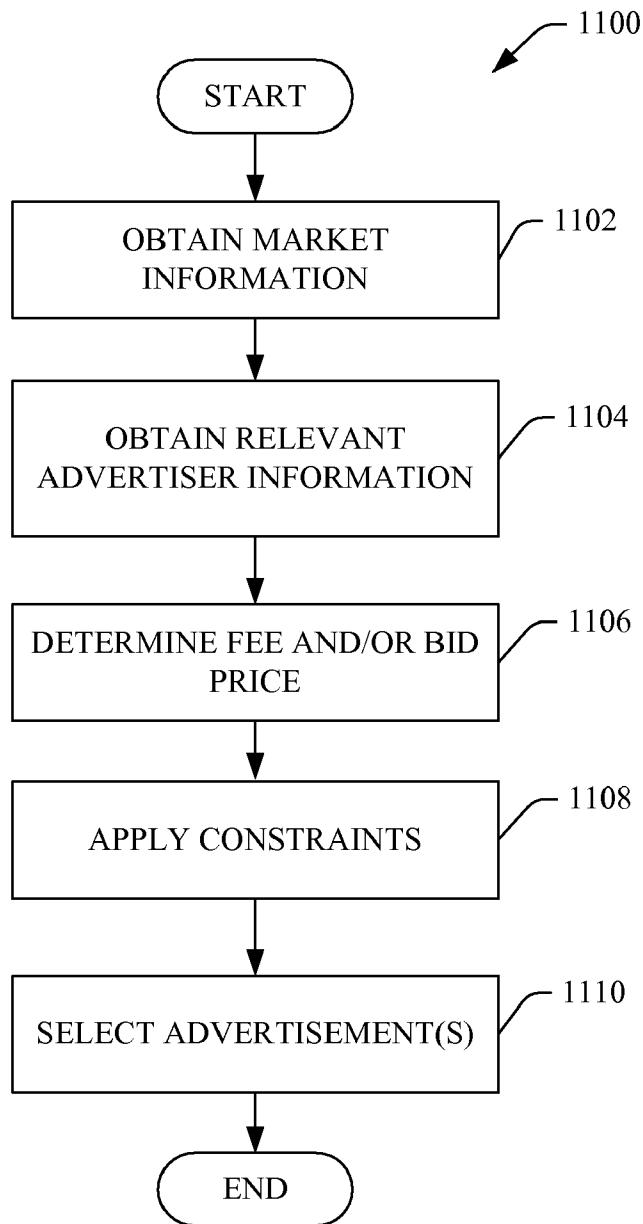 1100
START
OBTAIN MARKET
INFORMATION
1102
OBTAIN RELEVANT
ADVERTISER INFORMATION
1104
DETERMINE FEE AND/OR BID
PRICE
1106
APPLY CONSTRAINTS
1108
SELECT ADVERTISEMENT(S)
1110
END